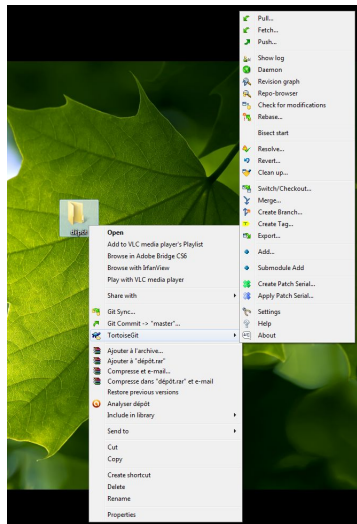 Pull...
Fetch...
Push...
Show log
Daemon
Revision graph
Repo-browser
Check for modifications
Rebase...
Bisect start
Resolve...
Revert...
Clean up...
Switch/Checkout...
Merge...
Create Branch...
Create Tag...
Export...
Add...
Submodule Add
Create Patch Serial...
Apply Patch Serial...
Settings
Help
About
dépôt
Open
Add to VLC media player's Playlist
Browse in Adobe Bridge CS6
Browse with IrfanView
Play with VLC media player
Share with
Git Sync...
Git Commit -> "master"...
TortoiseGit
Ajouter à l'archive...
Ajouter à "dépôt.rar"
Compresse et e-mail...
Compresse dans "dépôt.rar" et e-mail
Restore previous versions
Analyser dépôt
Include in library
Send to
Cut
Copy
Create shortcut
Delete
Rename
Properties